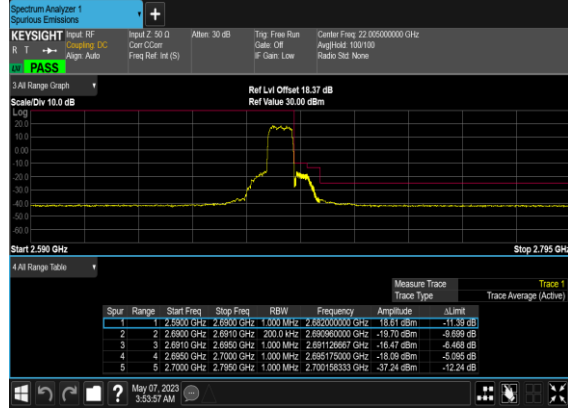 Spectrum Analyzer 1
Spurious Emissions
+
KEYSIGHT Input: RF Input Z: 50 Ω Atten: 30 dB Trig: Free Run Center Freq: 22.005000000 GHz
R T Coupling: DC Corr CCorr Gate: Off Avg|Hold: 100/100
Align: Auto Freq Ref: Int (S) IF Gain: Low Radio Std: None
LU PASS
3 All Range Graph
Ref Lvl Offset 18.37 dB
Scale/Div 10.0 dB Ref Value 30.00 dBm
Log
20.0
10.0
0.00
-10.0
-20.0
-30.0
-40.0
-50.0
-60.0
Start 2.590 GHz Stop 2.795 GHz
4 All Range Table
Measure Trace Trace 1
Trace Type Trace Average (Active)
Spur Range Start Freq Stop Freq RBW Frequency Amplitude ΔLimit
1 1 2.5900 GHz 2.6900 GHz 1.000 MHz 2.682000000 GHz 18.61 dBm -11.39 dB
2 2 2.6900 GHz 2.6910 GHz 200.0 kHz 2.690960000 GHz -19.70 dBm -9.699 dB
3 3 2.6910 GHz 2.6950 GHz 1.000 MHz 2.691126667 GHz -16.47 dBm -6.468 dB
4 4 2.6950 GHz 2.7000 GHz 1.000 MHz 2.695175000 GHz -18.09 dBm -5.095 dB
5 5 2.7000 GHz 2.7950 GHz 1.000 MHz 2.700158333 GHz -37.24 dBm -12.24 dB
? May 07, 2023
3:53:57 AM